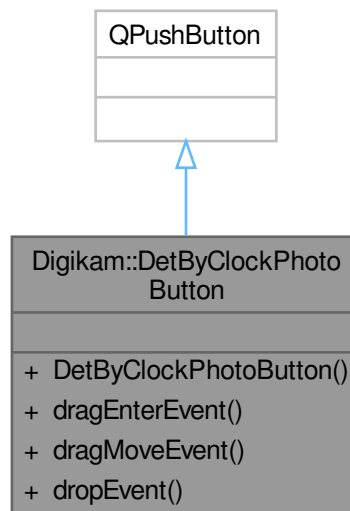 QPushButton
Digikam::DetByClockPhoto
Button
+ DetByClockPhotoButton()
+ dragEnterEvent()
+ dragMoveEvent()
+ dropEvent()